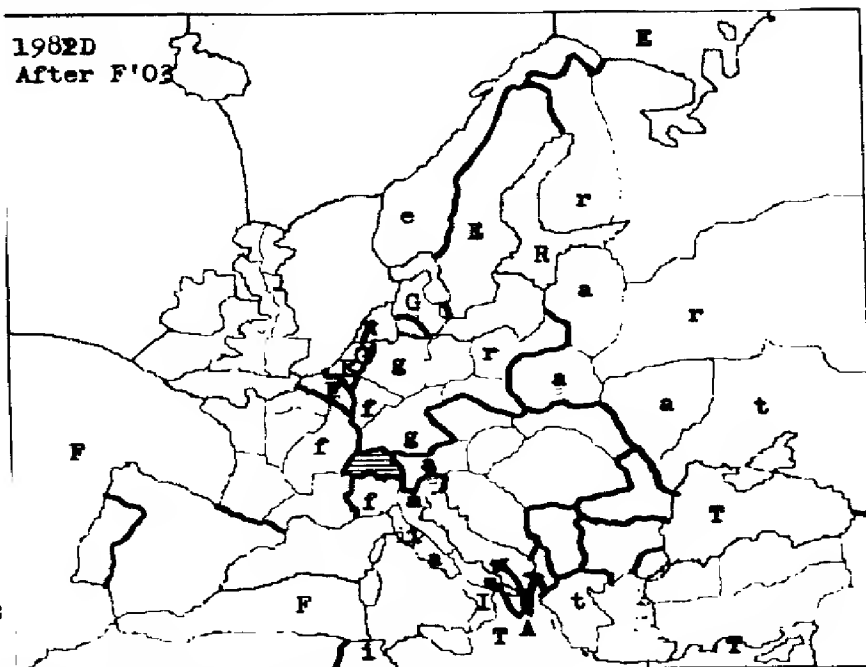 1982D
After F'03
E
r
e E
R
a
G r
g r
a
f a t
g
F f
a
T
f a
i
F I t
T A
i T